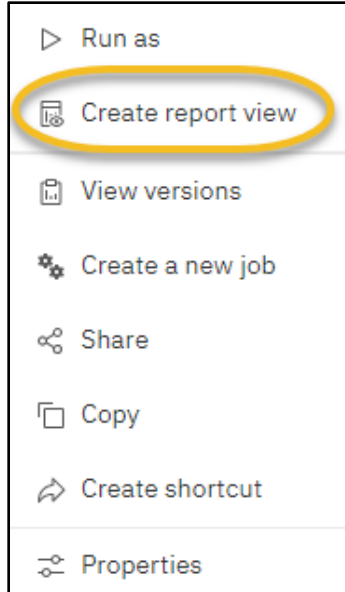 Run as
Create report view
View versions
Create a new job
Share
Copy
Create shortcut
Properties